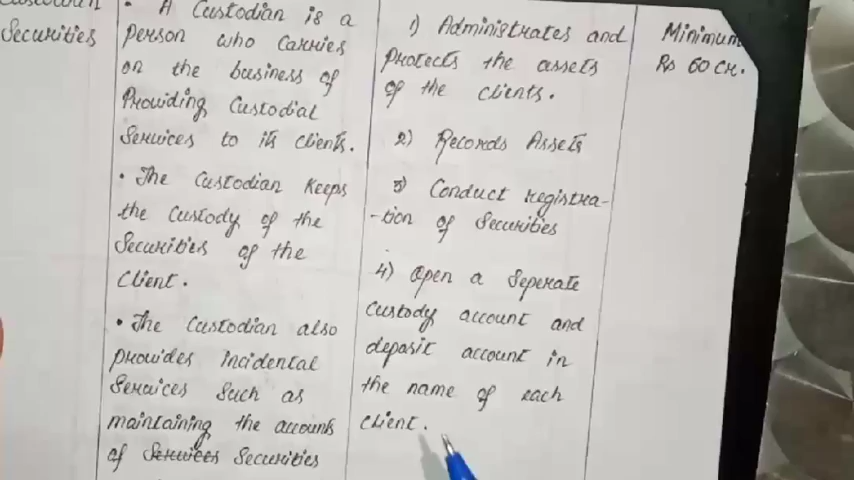 Securities
• A Custodian is a
person who carries
on the business of
Providing Custodial
Services to its clients.
• The Custodian keeps
the Custody of the
Securities of the
Client.
• The Custodian also
provides incidental
Services such as
maintaining the accounts
of Services Securities
1) Administrates and
Protects the assets
of the clients.
2) Records Assets
3) Conduct registra-
-tion of Securities
4) Open a Seperate
Custody account and
deposit account in
the name of each
client.
Minimum
Rs 60 Cr.